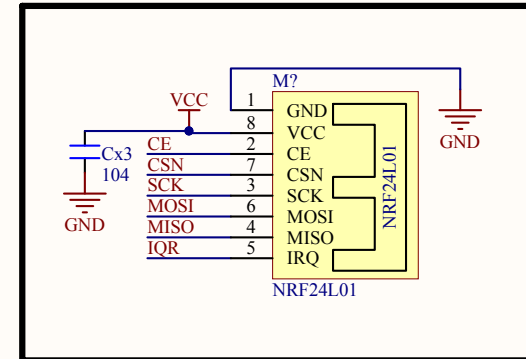 M?
VCC
1 GND
8 VCC
CE 2 CE
CSN 7 CSN
SCK 3 SCK
MOSI 6 MOSI
MISO 4 MISO
IQR 5 IRQ
Cx3
104
GND
GND
NRF24L01
NRF24L01